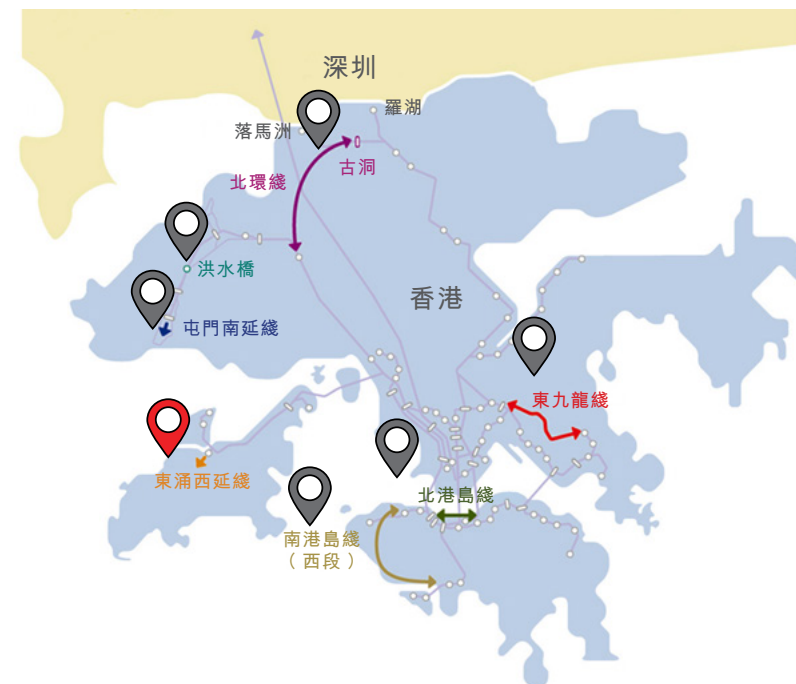 深圳
羅湖
落馬洲
古洞
北環綫
洪水橋
香港
屯門南延綫
東九龍綫
東涌西延綫
北港島綫
南港島綫
（西段）